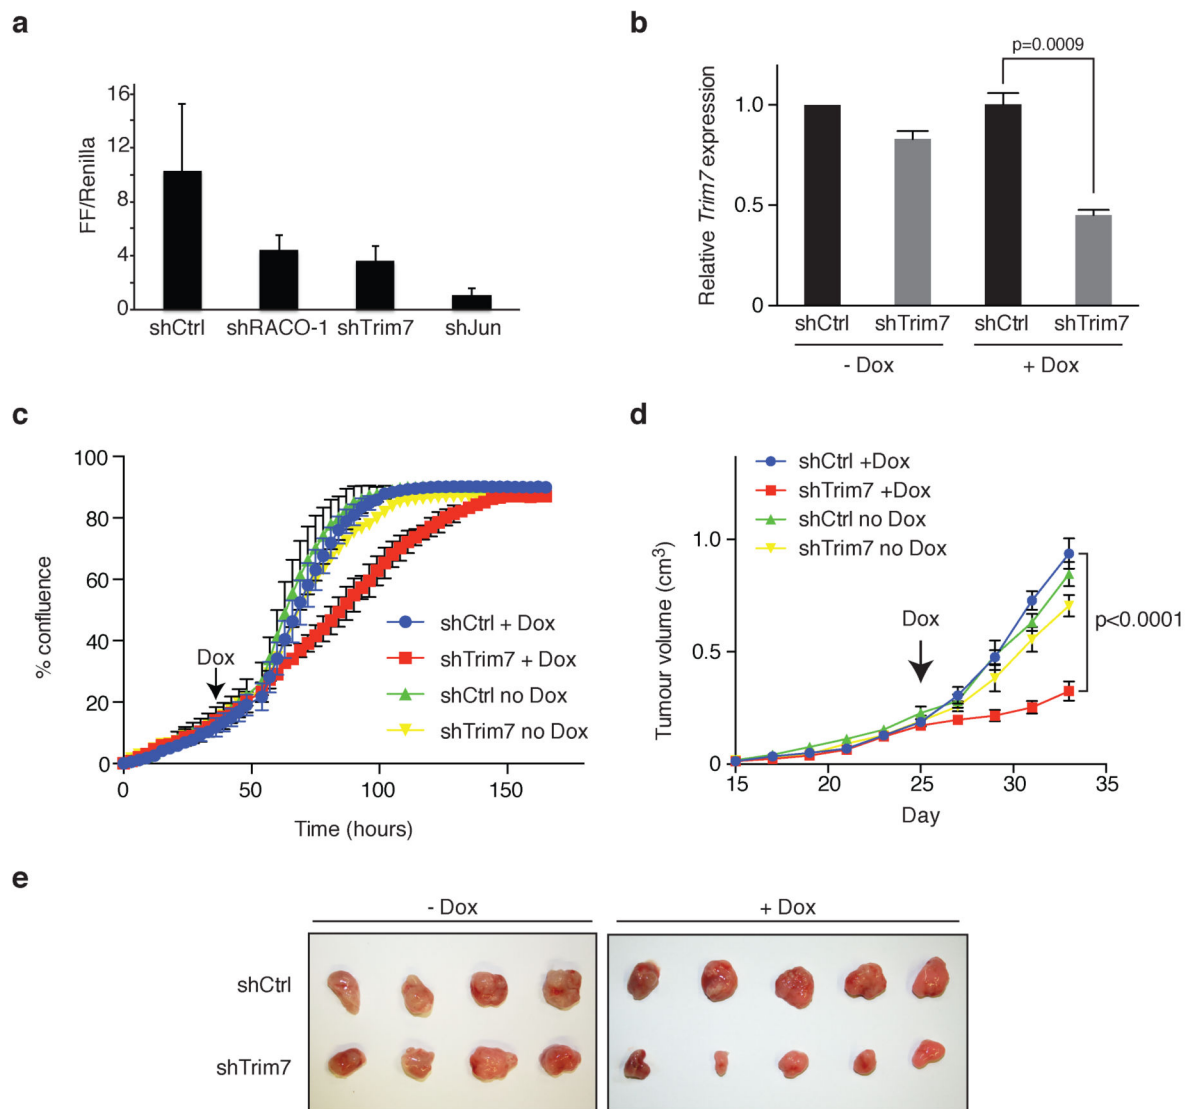 a
16
12
8
4
0
FF/Renilla
shCtrl
shRACO-1
shTrim7
shJun
b
p=0.0009
1.0
0.5
0
Relative Trim7 expression
shCtrl
shTrim7
shCtrl
shTrim7
- Dox
+ Dox
c
100
80
60
40
20
0
% confluence
Dox
shCtrl + Dox
shTrim7 + Dox
shCtrl no Dox
shTrim7 no Dox
0
50
100
150
Time (hours)
d
shCtrl +Dox
shTrim7 +Dox
shCtrl no Dox
shTrim7 no Dox
1.0
0.5
0
Tumour volume (cm³)
Dox
p<0.0001
15
20
25
30
35
Day
e
- Dox
+ Dox
shCtrl
shTrim7